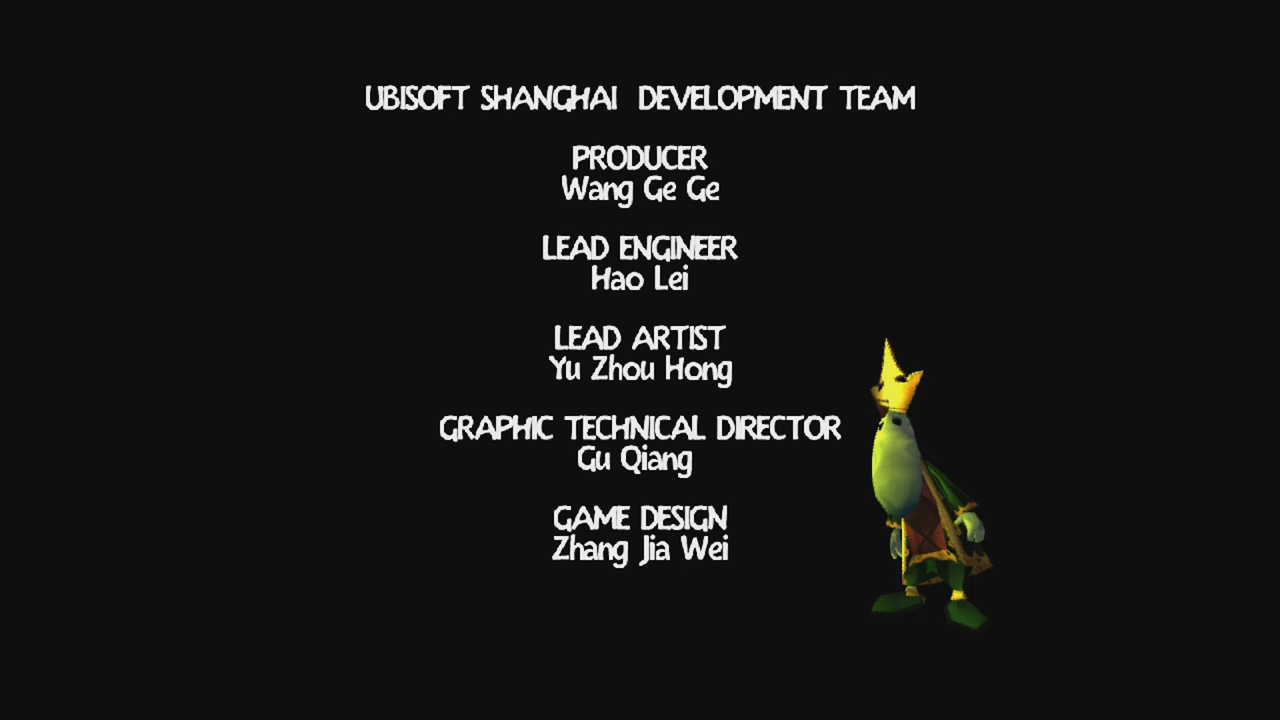 UBISOFT SHANGHAI DEVELOPMENT TEAM
PRODUCER
Wang Ge Ge
LEAD ENGINEER
Hao Lei
LEAD ARTIST
Yu Zhou Hong
GRAPHIC TECHNICAL DIRECTOR
Gu Qiang
GAME DESIGN
Zhang Jia Wei